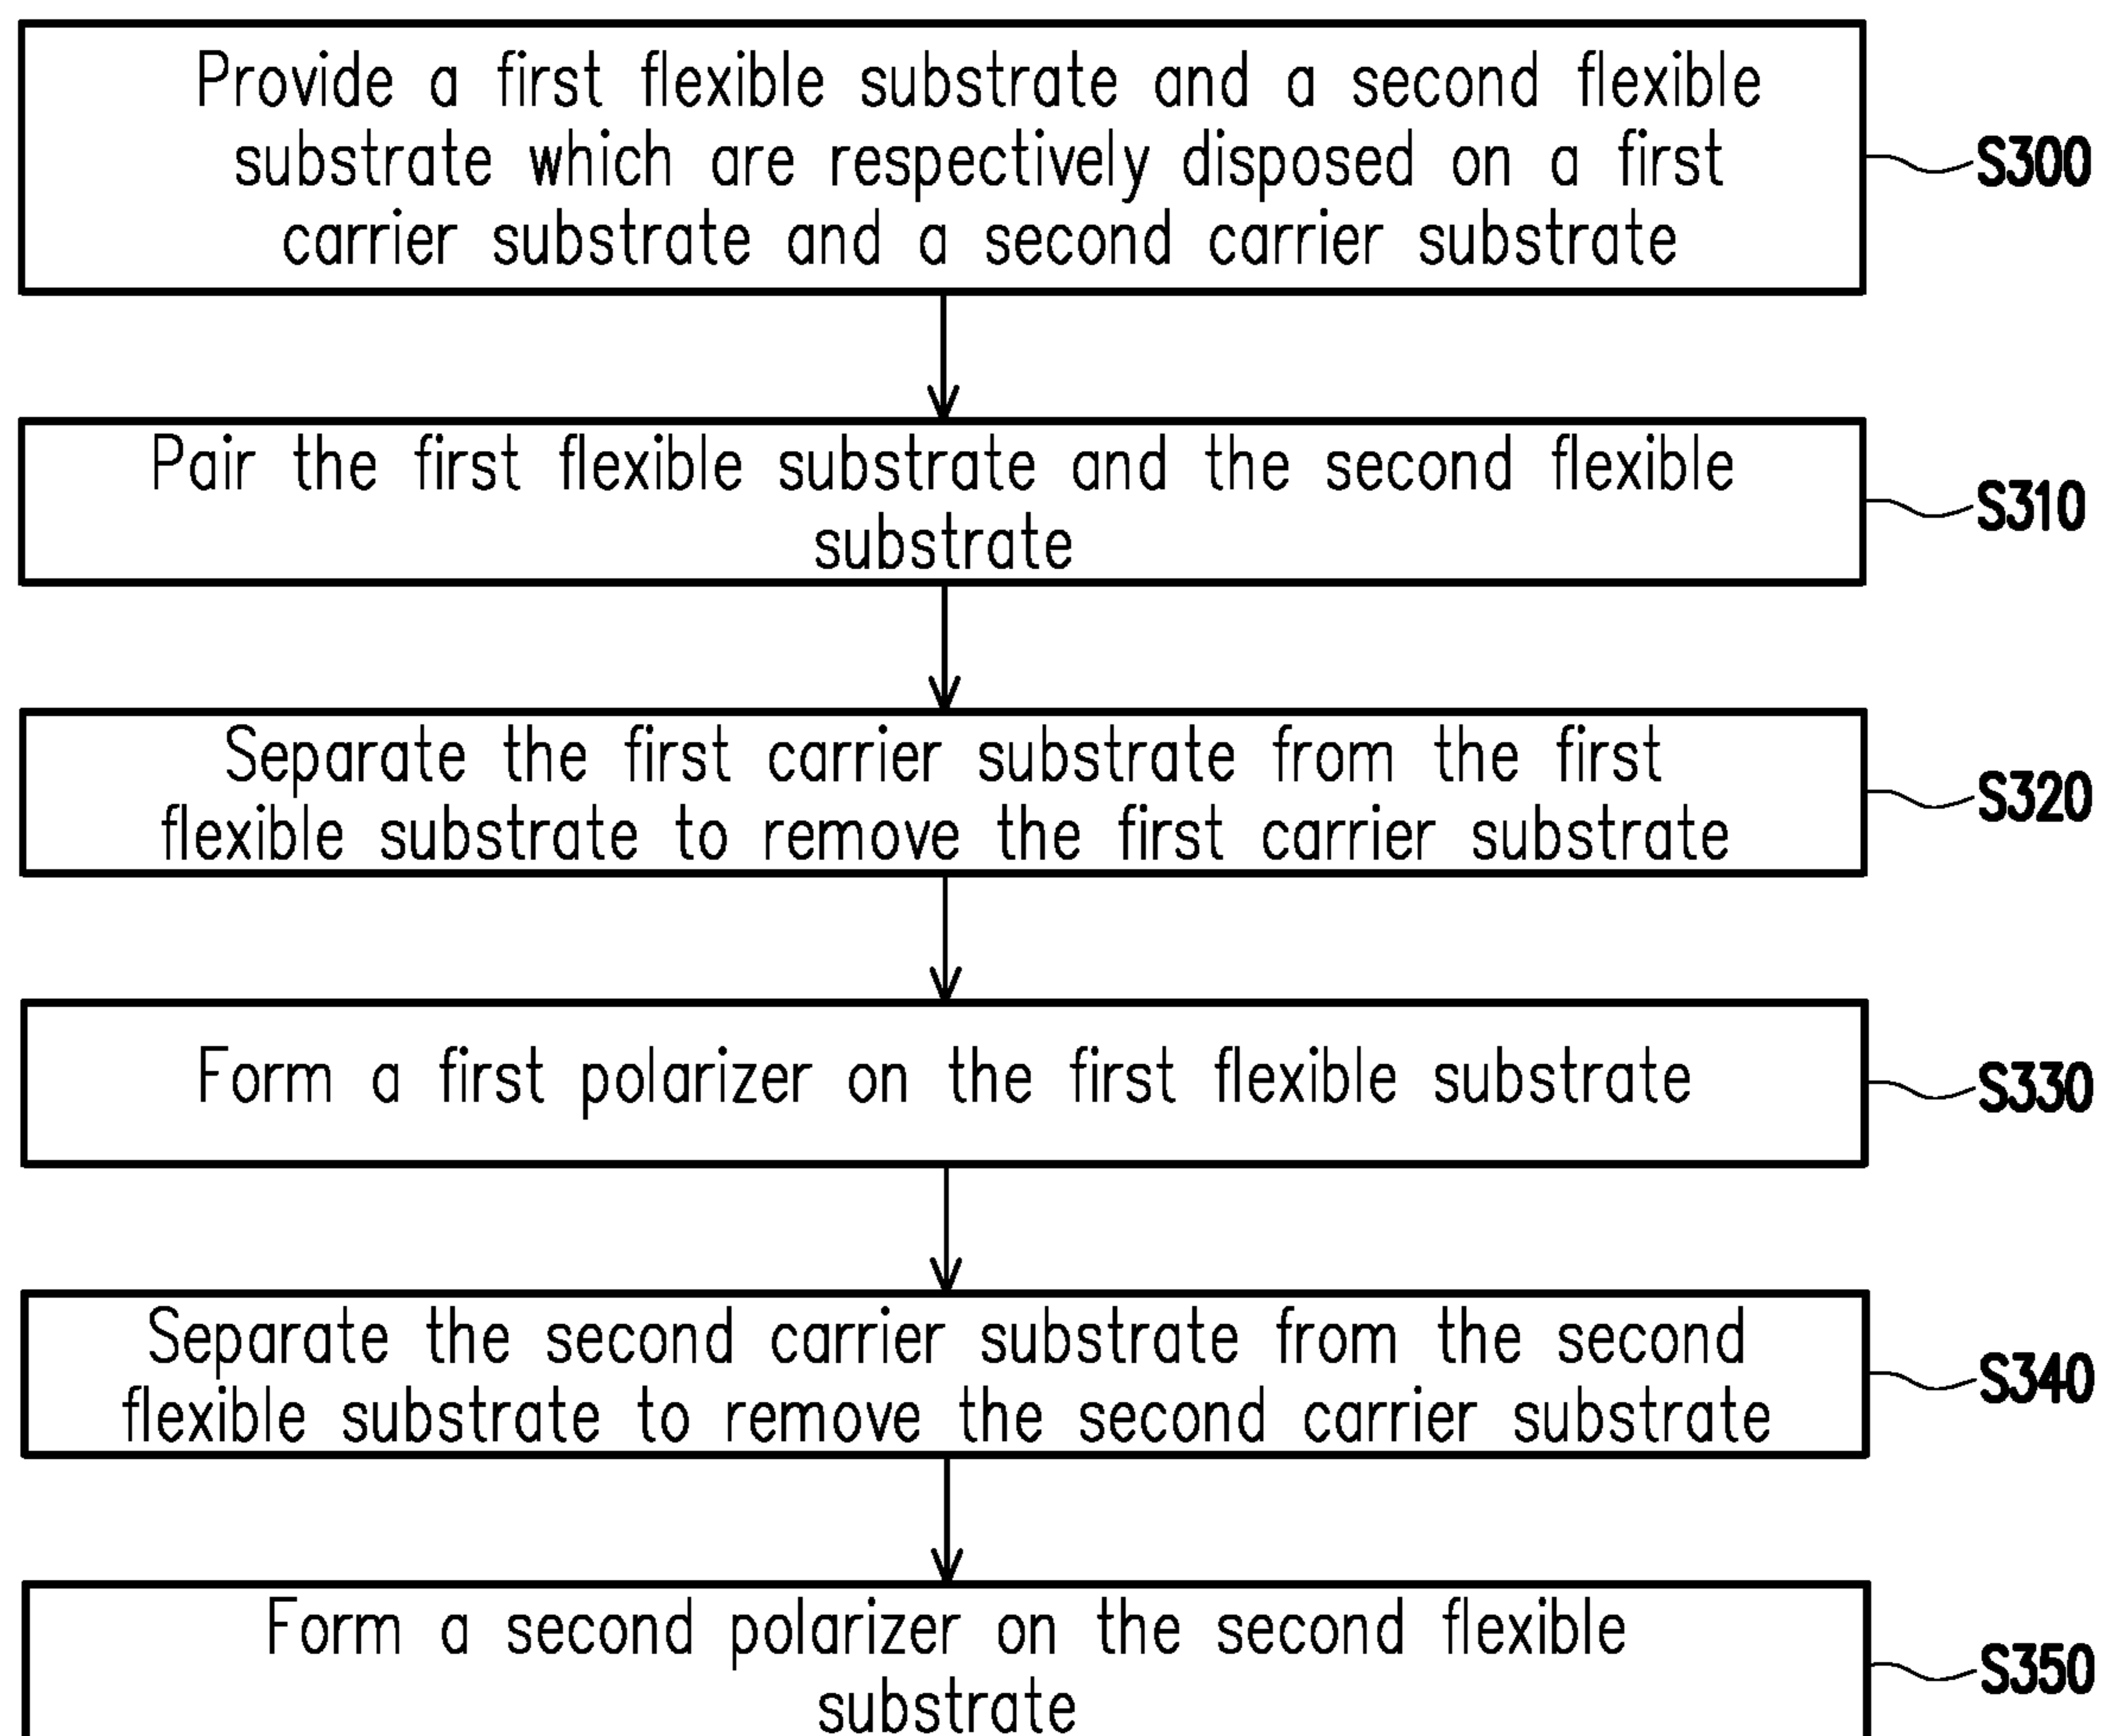 Provide a first flexible substrate and a second flexible
substrate which are respectively disposed on a first
carrier substrate and a second carrier substrate
S300
Pair the first flexible substrate and the second flexible
substrate
S310
Separate the first carrier substrate from the first
flexible substrate to remove the first carrier substrate
S320
Form a first polarizer on the first flexible substrate
S330
Separate the second carrier substrate from the second
flexible substrate to remove the second carrier substrate
S340
Form a second polarizer on the second flexible
substrate
S350